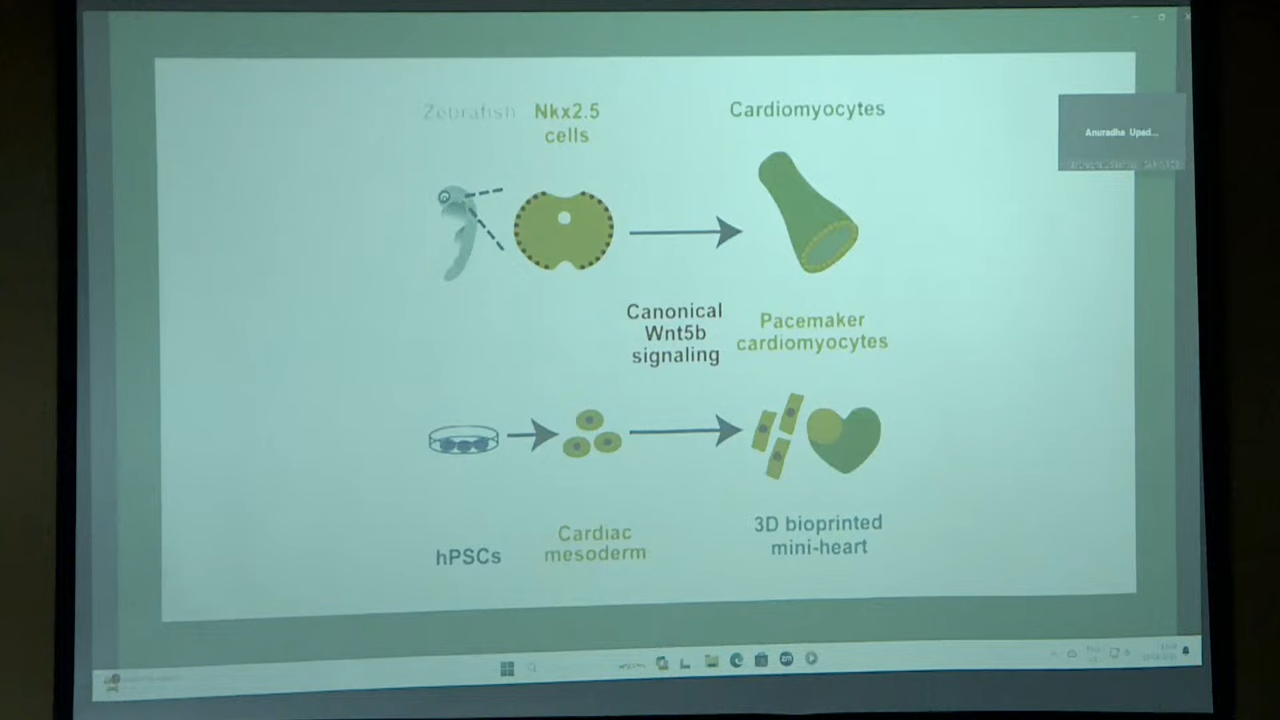 Zebrafish
Nkx2.5
cells
Cardiomyocytes
Anuradha Upad...
Canonical
Wnt5b
signaling
Pacemaker
cardiomyocytes
hPSCs
Cardiac
mesoderm
3D bioprinted
mini-heart